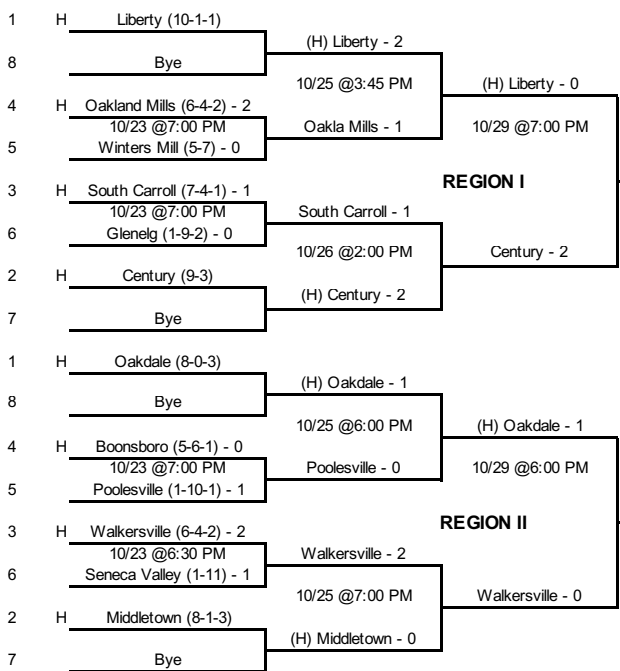 1 H Liberty (10-1-1)
(H) Liberty - 2
8 Bye
10/25 @3:45 PM (H) Liberty - 0
4 H Oakland Mills (6-4-2) - 2
10/23 @7:00 PM Oakla Mills - 1 10/29 @7:00 PM
5 Winters Mill (5-7) - 0
REGION I
3 H South Carroll (7-4-1) - 1
10/23 @7:00 PM South Carroll - 1
6 Glenelg (1-9-2) - 0
10/26 @2:00 PM Century - 2
2 H Century (9-3)
(H) Century - 2
7 Bye
1 H Oakdale (8-0-3)
(H) Oakdale - 1
8 Bye
10/25 @6:00 PM (H) Oakdale - 1
4 H Boonsboro (5-6-1) - 0
10/23 @7:00 PM Poolesville - 0 10/29 @6:00 PM
5 Poolesville (1-10-1) - 1
REGION II
3 H Walkersville (6-4-2) - 2
10/23 @6:30 PM Walkersville - 2
6 Seneca Valley (1-11) - 1
10/25 @7:00 PM Walkersville - 0
2 H Middletown (8-1-3)
(H) Middletown - 0
7 Bye